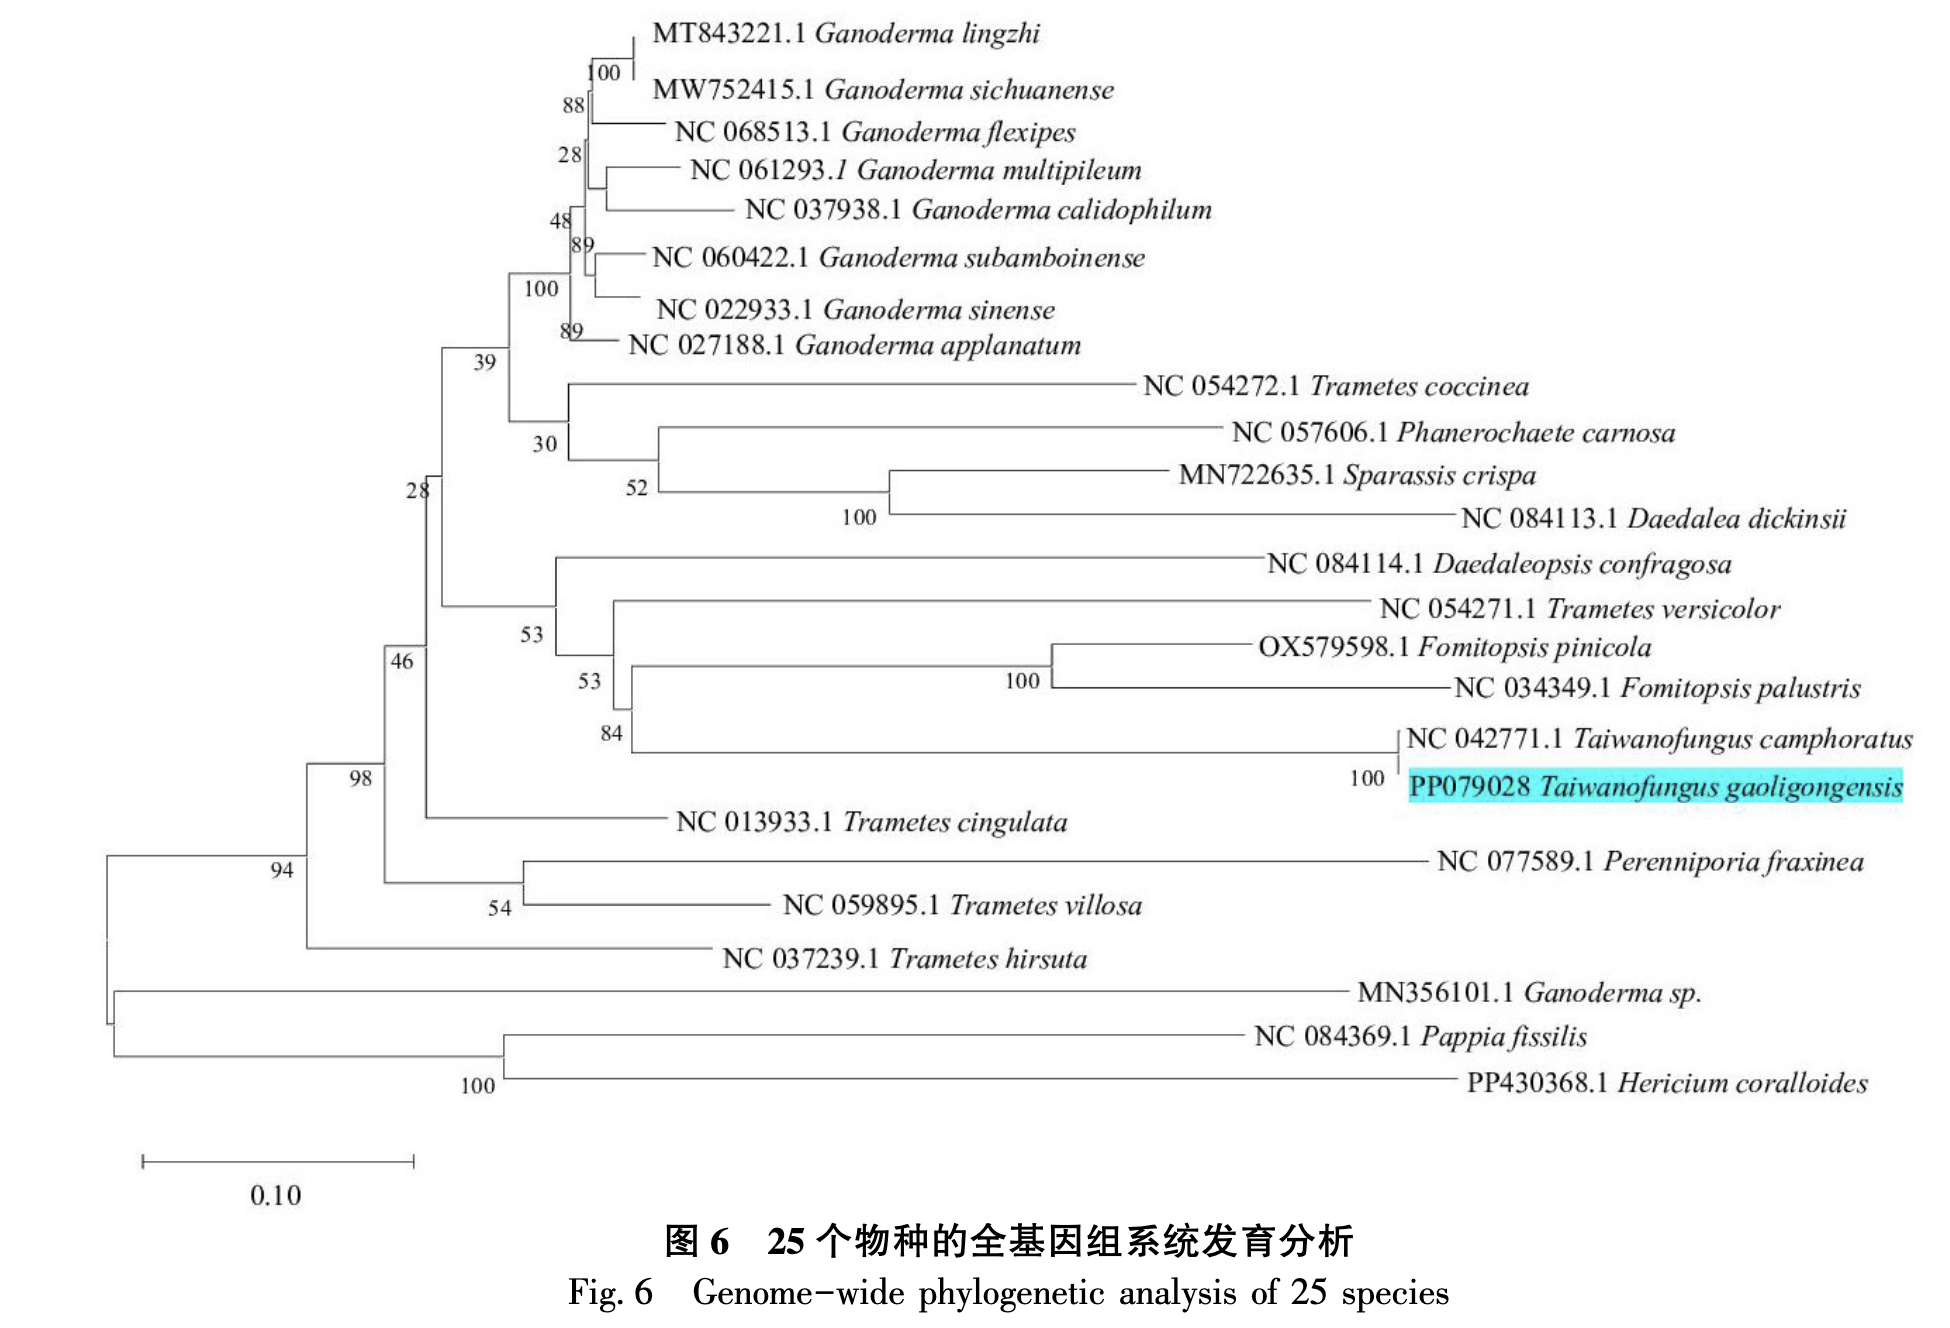 MT843221.1 Ganoderma lingzhi
100
MW752415.1 Ganoderma sichuanense
88
NC 068513.1 Ganoderma flexipes
28
NC 061293.1 Ganoderma multipileum
NC 037938.1 Ganoderma calidophilum
48
89
NC 060422.1 Ganoderma subamboinense
100
NC 022933.1 Ganoderma sinense
89
NC 027188.1 Ganoderma applanatum
39
NC 054272.1 Trametes coccinea
NC 057606.1 Phanerochaete carnosa
30
MN722635.1 Sparassis crispa
52
28
100
NC 084113.1 Daedalea dickinsii
NC 084114.1 Daedaleopsis confragosa
NC 054271.1 Trametes versicolor
53
OX579598.1 Fomitopsis pinicola
46
53
100
NC 034349.1 Fomitopsis palustris
84
NC 042771.1 Taiwanofungus camphoratus
98
100
PP079028 Taiwanofungus gaoligongensis
NC 013933.1 Trametes cingulata
94
NC 077589.1 Perenniporia fraxinea
54
NC 059895.1 Trametes villosa
NC 037239.1 Trametes hirsuta
MN356101.1 Ganoderma sp.
NC 084369.1 Pappia fissilis
100
PP430368.1 Hericium coralloides
0.10
图 6 25 个物种的全基因组系统发育分析
Fig. 6 Genome-wide phylogenetic analysis of 25 species